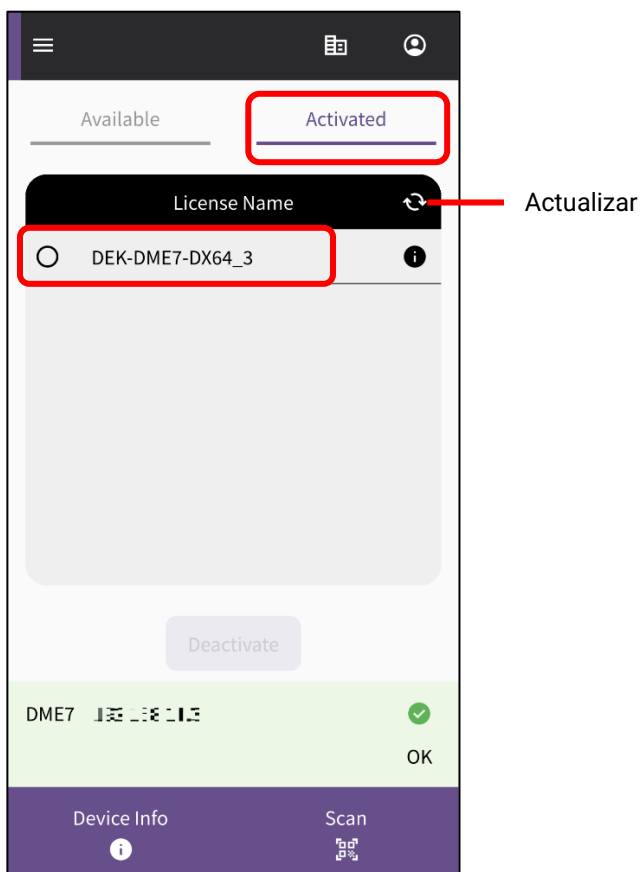 Available Activated
License Name
Actualizar
DEK-DME7-DX64_3
Deactivate
DME7
OK
Device Info Scan